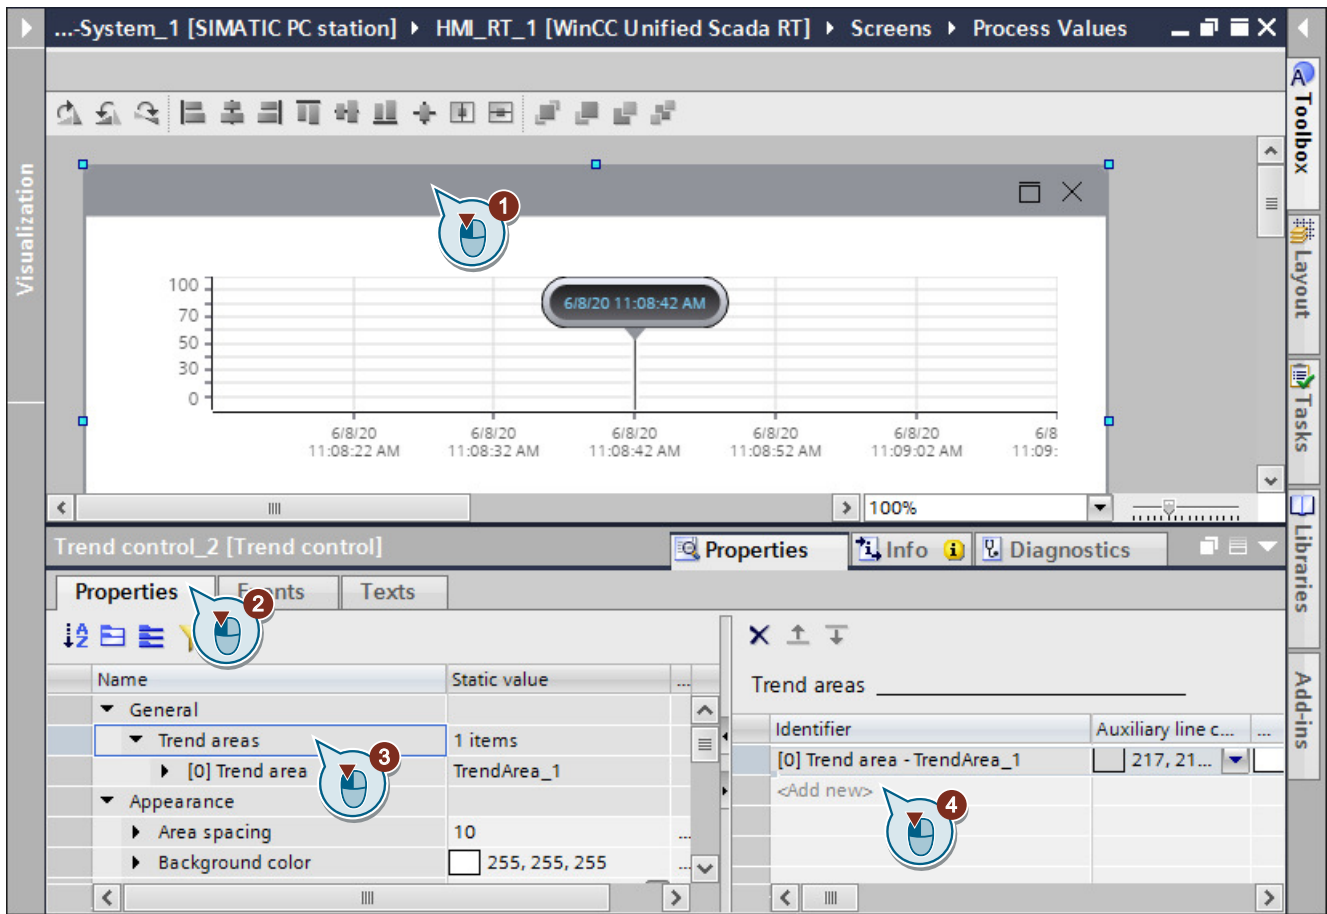 ...-System_1 [SIMATIC PC station] HMI_RT_1 [WinCC Unified Scada RT] Screens Process Values
Visualization
Toolbox
Layout
Tasks
Libraries
Add-ins
1
6/8/20 11:08:42 AM
100
70
50
30
0
6/8/20 6/8/20 6/8/20 6/8/20 6/8/20 6/8
11:08:22 AM 11:08:32 AM 11:08:42 AM 11:08:52 AM 11:09:02 AM 11:09:
100%
Trend control_2 [Trend control] Properties Info Diagnostics
Properties Events Texts
2
Trend areas
Name Static value ...
General
Trend areas 1 items
3
[0] Trend area TrendArea_1
Appearance
Area spacing 10 ...
Background color 255, 255, 255 ...
Identifier Auxiliary line c... ...
[0] Trend area - TrendArea_1 217, 21...
<Add new>
4